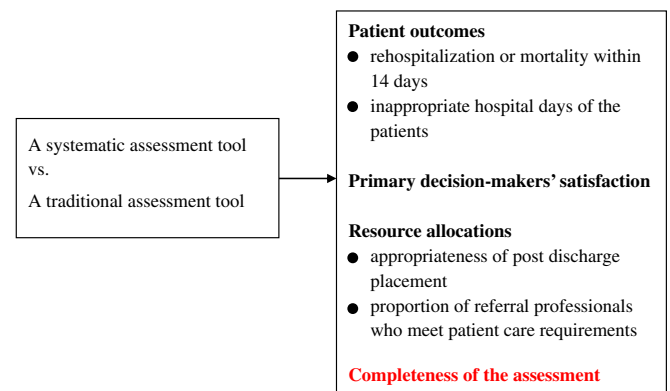 A systematic assessment tool
vs.
A traditional assessment tool
Patient outcomes
● rehospitalization or mortality within
14 days
● inappropriate hospital days of the
patients
Primary decision-makers’ satisfaction
Resource allocations
● appropriateness of post discharge
placement
● proportion of referral professionals
who meet patient care requirements
Completeness of the assessment